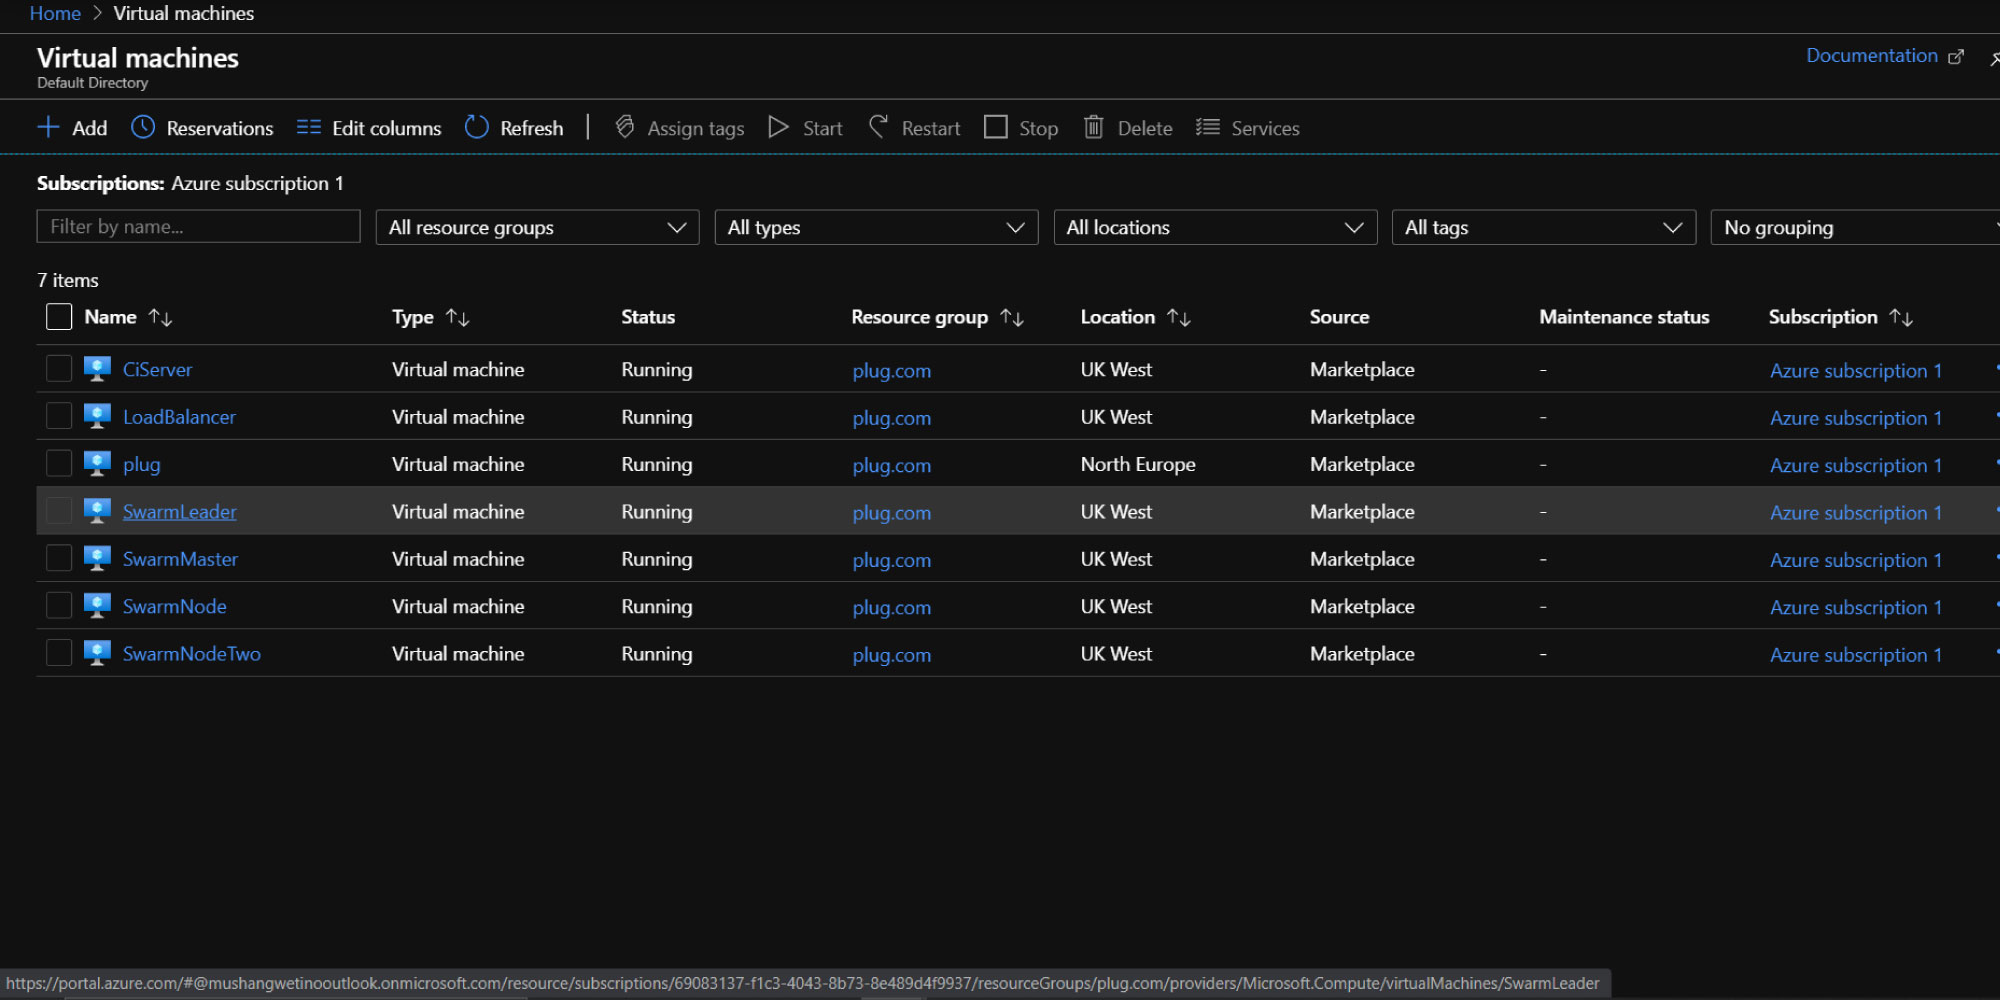 Home > Virtual machines
Virtual machines
Default Directory
Documentation
Add Reservations Edit columns Refresh | Assign tags Start Restart Stop Delete Services
Subscriptions: Azure subscription 1
Filter by name... All resource groups All types All locations All tags No grouping
7 items
Name Type Status Resource group Location Source Maintenance status Subscription
CiServer Virtual machine Running plug.com UK West Marketplace - Azure subscription 1
LoadBalancer Virtual machine Running plug.com UK West Marketplace - Azure subscription 1
plug Virtual machine Running plug.com North Europe Marketplace - Azure subscription 1
SwarmLeader Virtual machine Running plug.com UK West Marketplace - Azure subscription 1
SwarmMaster Virtual machine Running plug.com UK West Marketplace - Azure subscription 1
SwarmNode Virtual machine Running plug.com UK West Marketplace - Azure subscription 1
SwarmNodeTwo Virtual machine Running plug.com UK West Marketplace - Azure subscription 1
https://portal.azure.com/#@mushangwetinooutlook.onmicrosoft.com/resource/subscriptions/69083137-f1c3-4043-8b73-8e489d4f9937/resourceGroups/plug.com/providers/Microsoft.Compute/virtualMachines/SwarmLeader